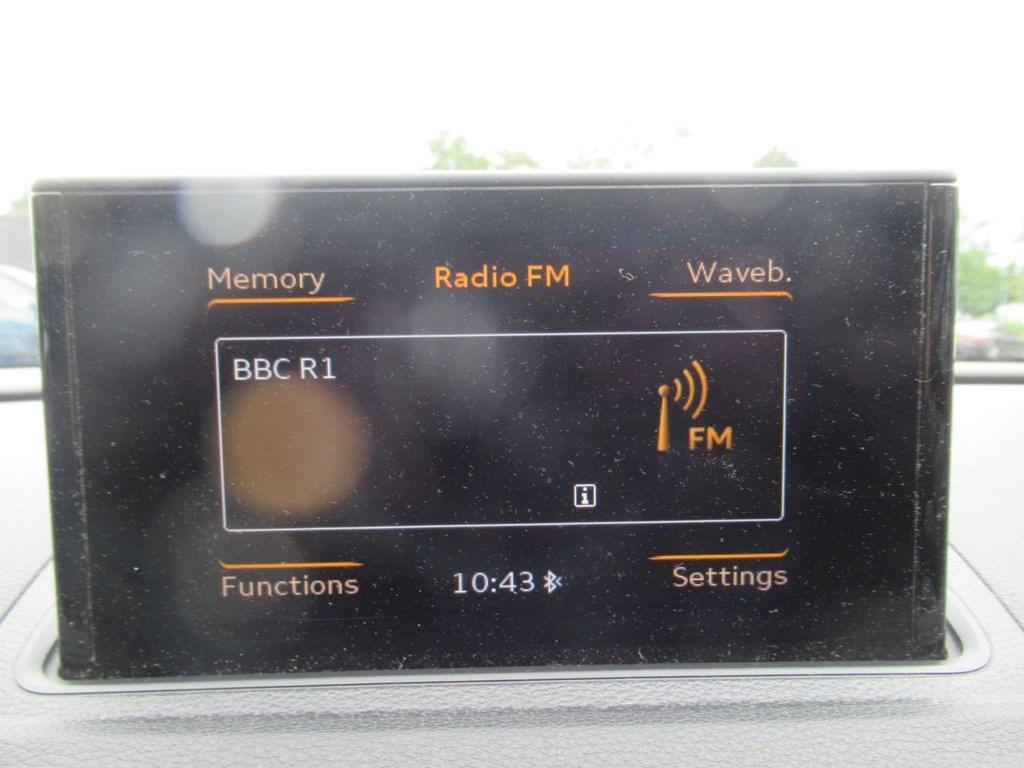 Memory Radio FM Waveb.
BBC R1
FM
i
Functions 10:43 Settings